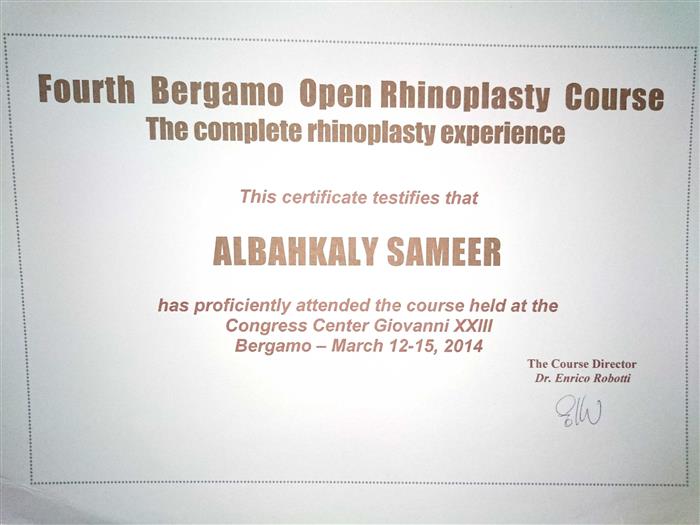 Fourth Bergamo Open Rhinoplasty Course
The complete rhinoplasty experience
This certificate testifies that
ALBAHKALY SAMEER
has proficiently attended the course held at the
Congress Center Giovanni XXIII
Bergamo – March 12-15, 2014
The Course Director
Dr. Enrico Robotti